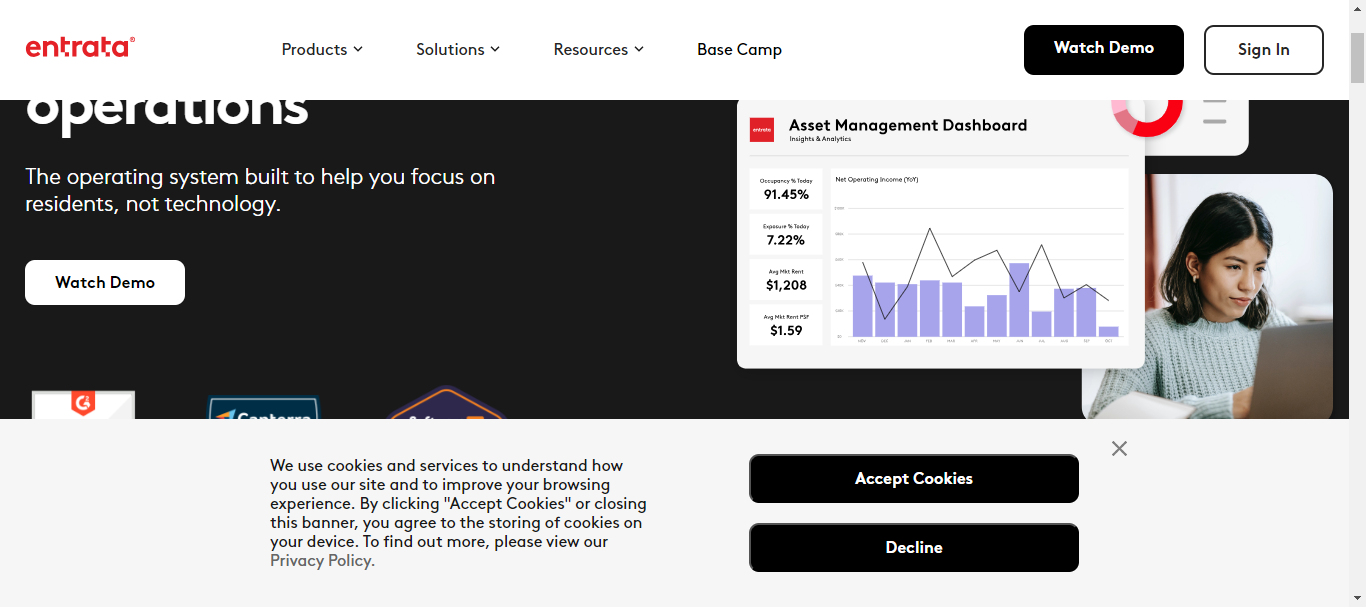 entrata
Products
Solutions
Resources
Base Camp
Watch Demo
Sign In
operations
The operating system built to help you focus on
residents, not technology.
Watch Demo
entrata
Asset Management Dashboard
Insights & Analytics
Occupancy % Today
91.45%
Exposure % Today
7.22%
Avg Mkt Rent
$1,208
Avg Mkt Rent PSF
$1.59
Net Operating Income (YoY)
Capterra
We use cookies and services to understand how
you use our site and to improve your browsing
experience. By clicking "Accept Cookies" or closing
this banner, you agree to the storing of cookies on
your device. To find out more, please view our
Privacy Policy.
Accept Cookies
Decline